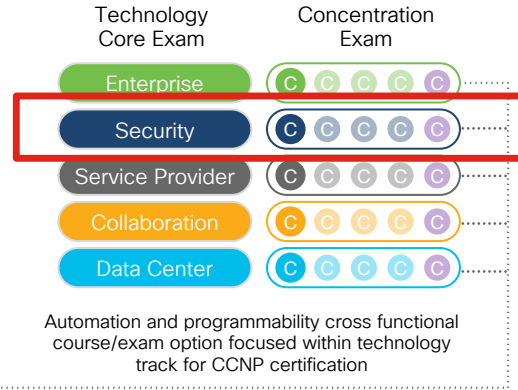 Technology Core Exam
Concentration Exam
Enterprise C C C C C
Security C C C C C
Service Provider C C C C C
Collaboration C C C C C
Data Center C C C C C
Automation and programmability cross functional
course/exam option focused within technology
track for CCNP certification